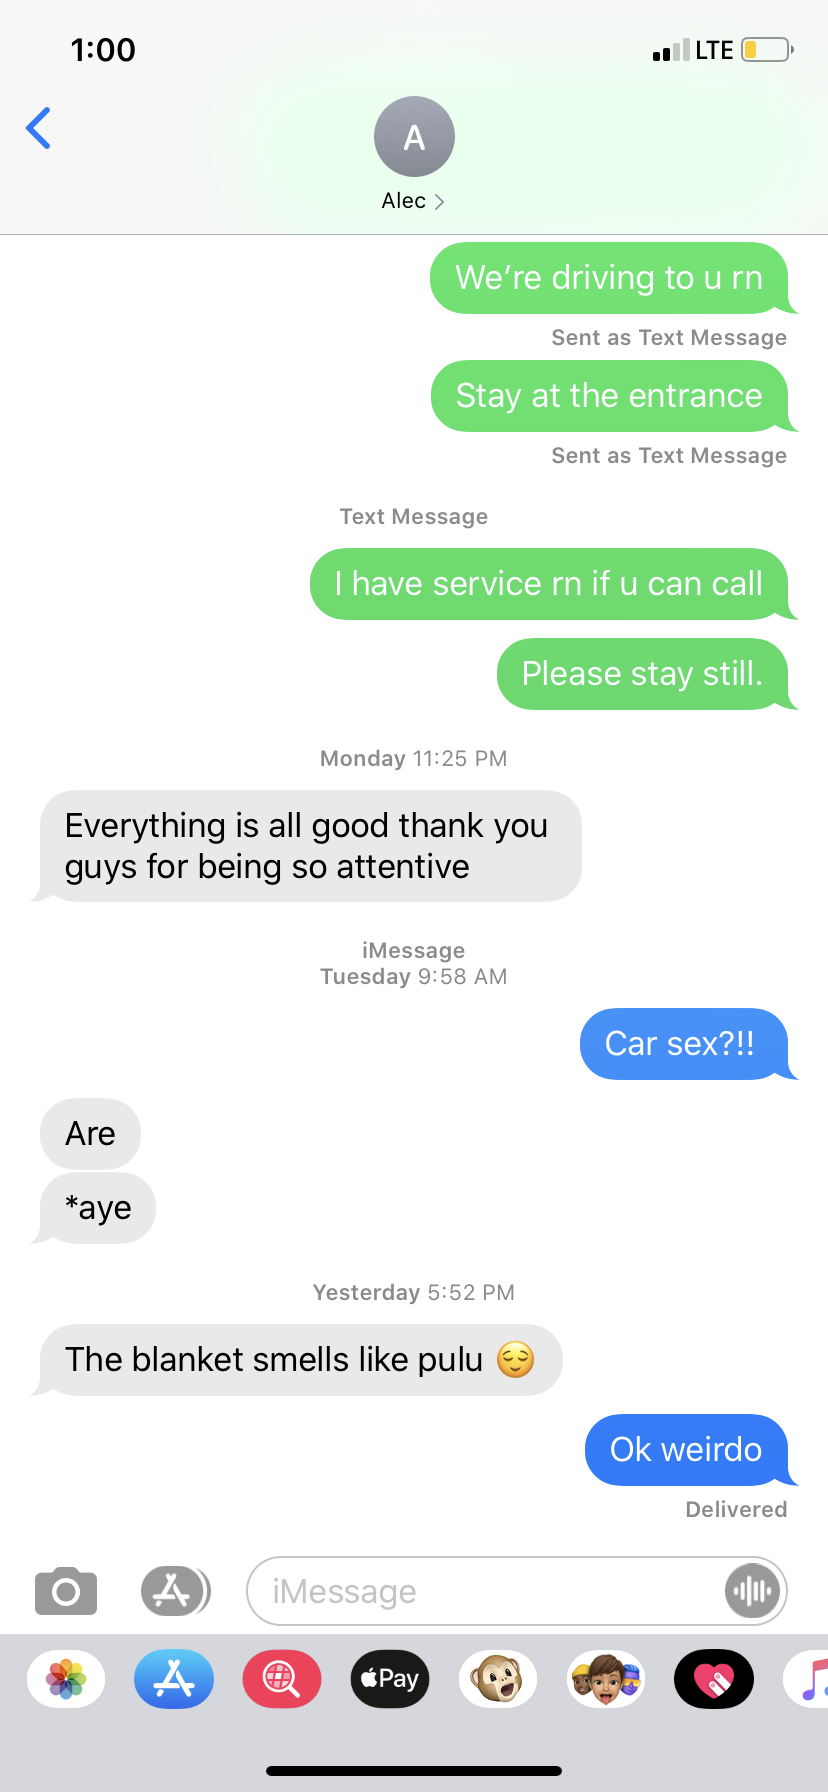 1:00
LTE
A
Alec
We’re driving to u rn
Sent as Text Message
Stay at the entrance
Sent as Text Message
Text Message
I have service rn if u can call
Please stay still.
Monday 11:25 PM
Everything is all good thank you
guys for being so attentive
iMessage
Tuesday 9:58 AM
Car sex?!!
Are
*aye
Yesterday 5:52 PM
The blanket smells like pulu 😌
Ok weirdo
Delivered
iMessage
Pay